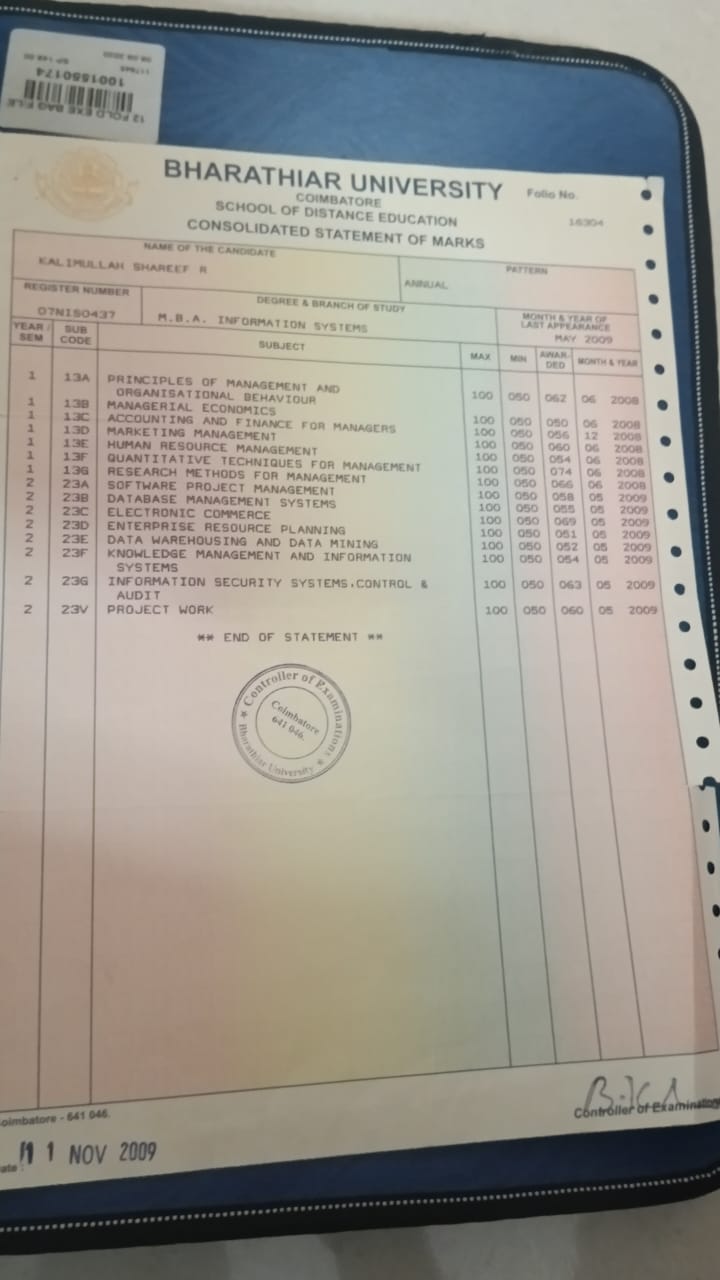 12 FOLD EXE BAG FILE
1001550174
117645
BHARATHIAR UNIVERSITY
COIMBATORE
SCHOOL OF DISTANCE EDUCATION
CONSOLIDATED STATEMENT OF MARKS
Folio No.
16304
NAME OF THE CANDIDATE
KALIMULLAH SHAREEF R
PATTERN
ANNUAL
REGISTER NUMBER
07NIS0437
DEGREE & BRANCH OF STUDY
M.B.A. INFORMATION SYSTEMS
MONTH & YEAR OF
LAST APPEARANCE
MAY 2009
YEAR / SEM SUB CODE SUBJECT MAX MIN AWAR-DED MONTH & YEAR
1 13A PRINCIPLES OF MANAGEMENT AND
ORGANISATIONAL BEHAVIOUR 100 050 062 06 2008
1 13B MANAGERIAL ECONOMICS 100 050 050 06 2008
1 13C ACCOUNTING AND FINANCE FOR MANAGERS 100 050 056 12 2008
1 13D MARKETING MANAGEMENT 100 050 060 06 2008
1 13E HUMAN RESOURCE MANAGEMENT 100 050 054 06 2008
1 13F QUANTITATIVE TECHNIQUES FOR MANAGEMENT 100 050 074 06 2008
1 13G RESEARCH METHODS FOR MANAGEMENT 100 050 066 06 2008
2 23A SOFTWARE PROJECT MANAGEMENT 100 050 058 05 2009
2 23B DATABASE MANAGEMENT SYSTEMS 100 050 055 05 2009
2 23C ELECTRONIC COMMERCE 100 050 069 05 2009
2 23D ENTERPRISE RESOURCE PLANNING 100 050 051 05 2009
2 23E DATA WAREHOUSING AND DATA MINING 100 050 052 05 2009
2 23F KNOWLEDGE MANAGEMENT AND INFORMATION 100 050 054 05 2009
SYSTEMS
2 23G INFORMATION SECURITY SYSTEMS,CONTROL & 100 050 063 05 2009
AUDIT
2 23V PROJECT WORK 100 050 060 05 2009
** END OF STATEMENT **
★ Controller of Examinations ★
Bharathiar University
Coimbatore
641 046.
oimbatore - 641 046.
Controller of Examinations
ate : 11 NOV 2009